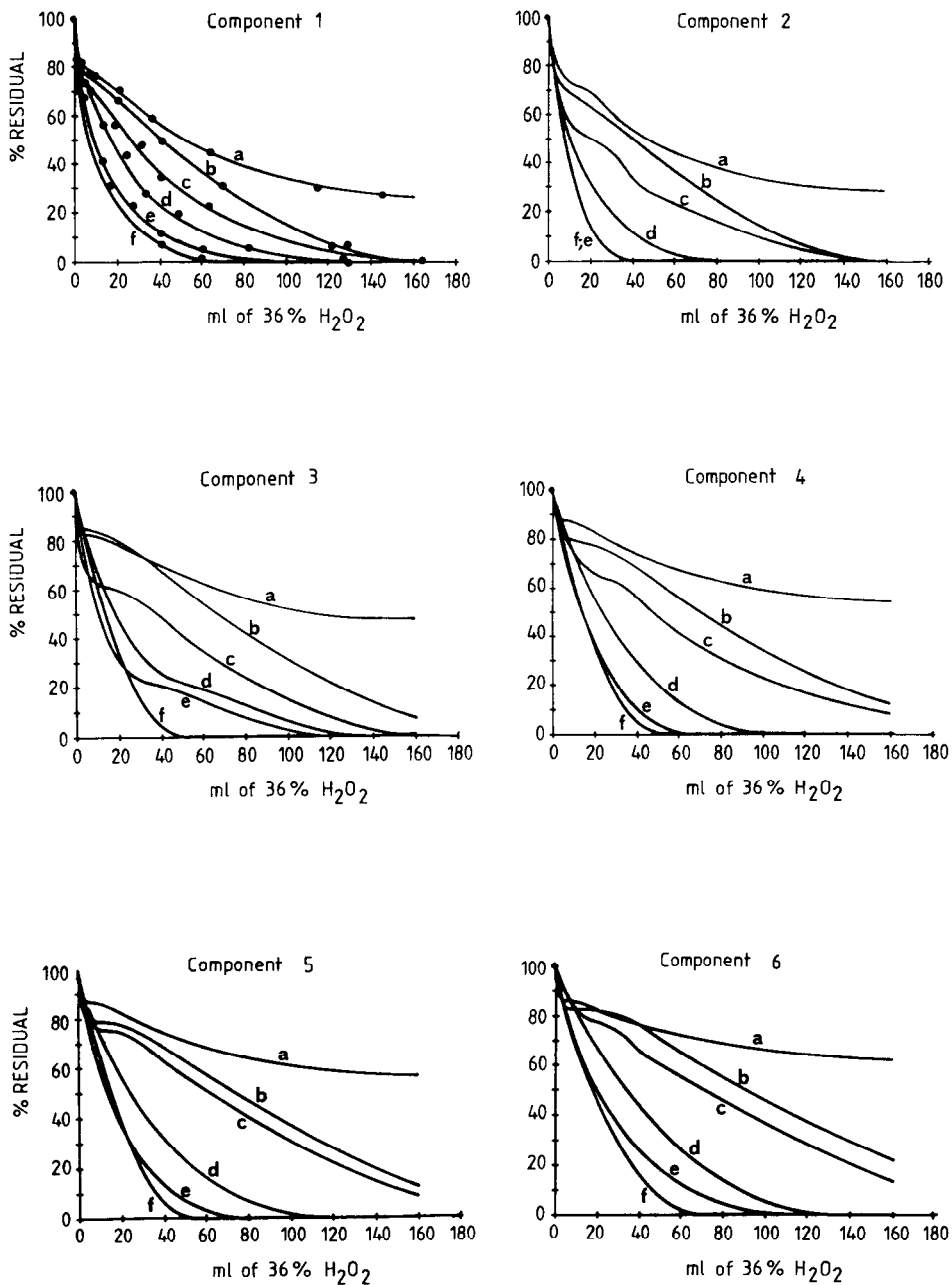 Component 1
% RESIDUAL
100
80
60
40
20
0
a
b
c
d
e
f
0 20 40 60 80 100 120 140 160 180
ml of 36% H2O2
Component 2
100
80
60
40
20
0
a
b
c
d
f;e
0 20 40 60 80 100 120 140 160 180
ml of 36% H2O2
Component 3
% RESIDUAL
100
80
60
40
20
0
a
b
c
d
e
f
0 20 40 60 80 100 120 140 160 180
ml of 36% H2O2
Component 4
100
80
60
40
20
0
a
b
c
d
e
f
0 20 40 60 80 100 120 140 160 180
ml of 36% H2O2
Component 5
% RESIDUAL
100
80
60
40
20
0
a
b
c
d
e
f
0 20 40 60 80 100 120 140 160 180
ml of 36% H2O2
Component 6
100
80
60
40
20
0
a
b
c
d
e
f
0 20 40 60 80 100 120 140 160 180
ml of 36% H2O2